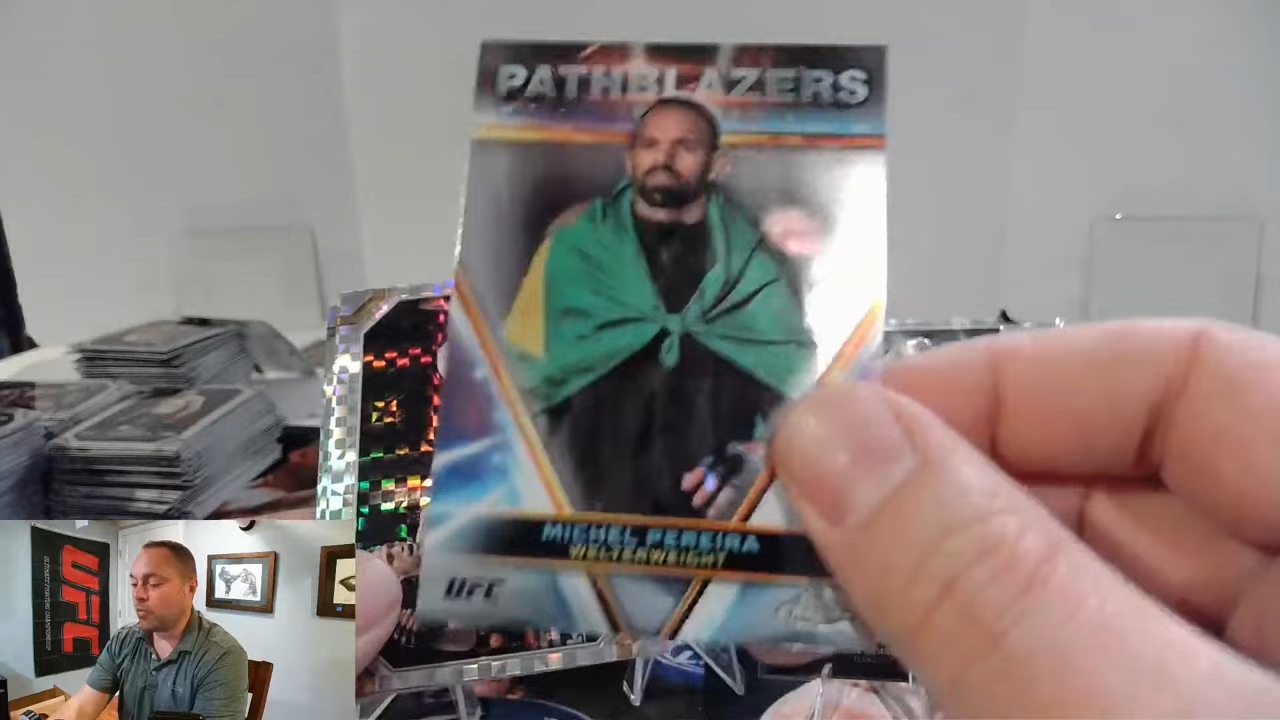 PATHBLAZERS
MICHEL PEREIRA
WELTERWEIGHT
UFC
UFC